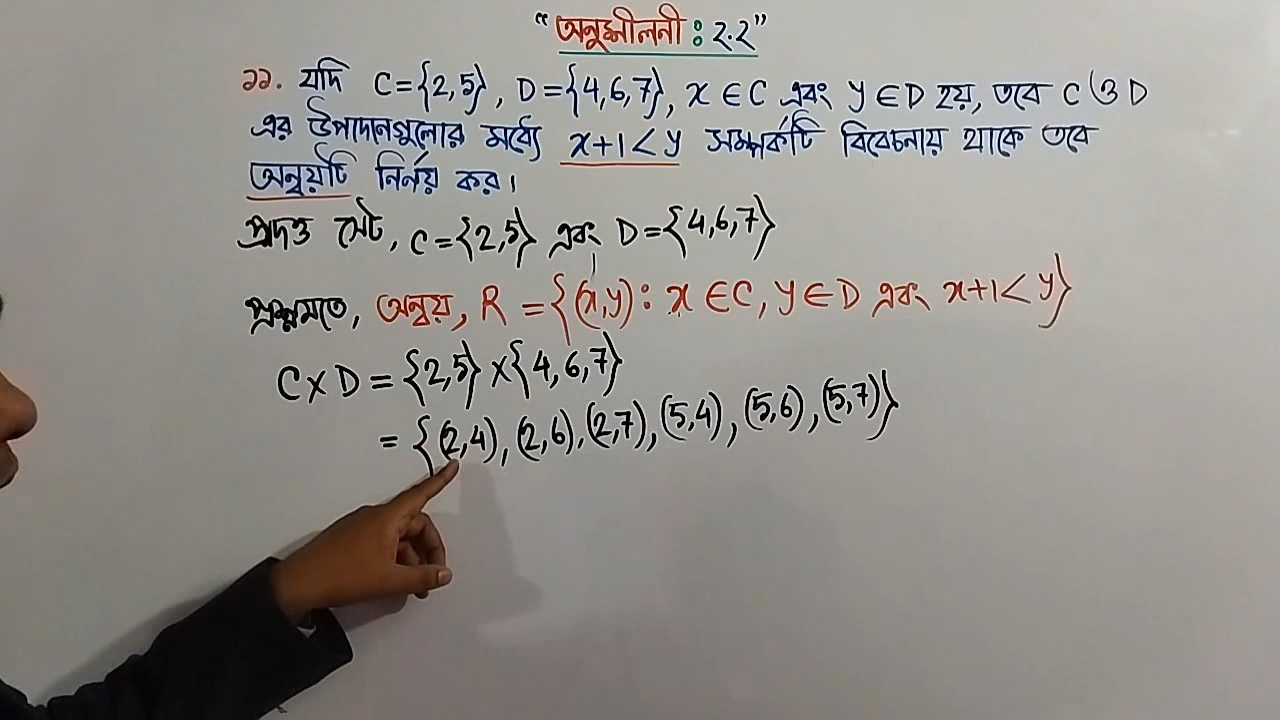 “অনুশীলনী : ২.২”
১১. যদি C={2,5}, D={4,6,7}, x∈C এবং y∈D হয়, তবে C ও D
এর উপাদানগুলোর মধ্যে x+1<y সম্পর্কটি বিবেচনায় থাকে তবে
অন্বয়টি নির্নয় কর।
প্রদত্ত সেট, C={2,5} এবং D={4,6,7}
প্রশ্নমতে, অন্বয়, R = {(x,y): x∈C, y∈D এবং x+1<y}
C×D = {2,5}×{4,6,7}
= {(2,4), (2,6), (2,7), (5,4), (5,6), (5,7)}